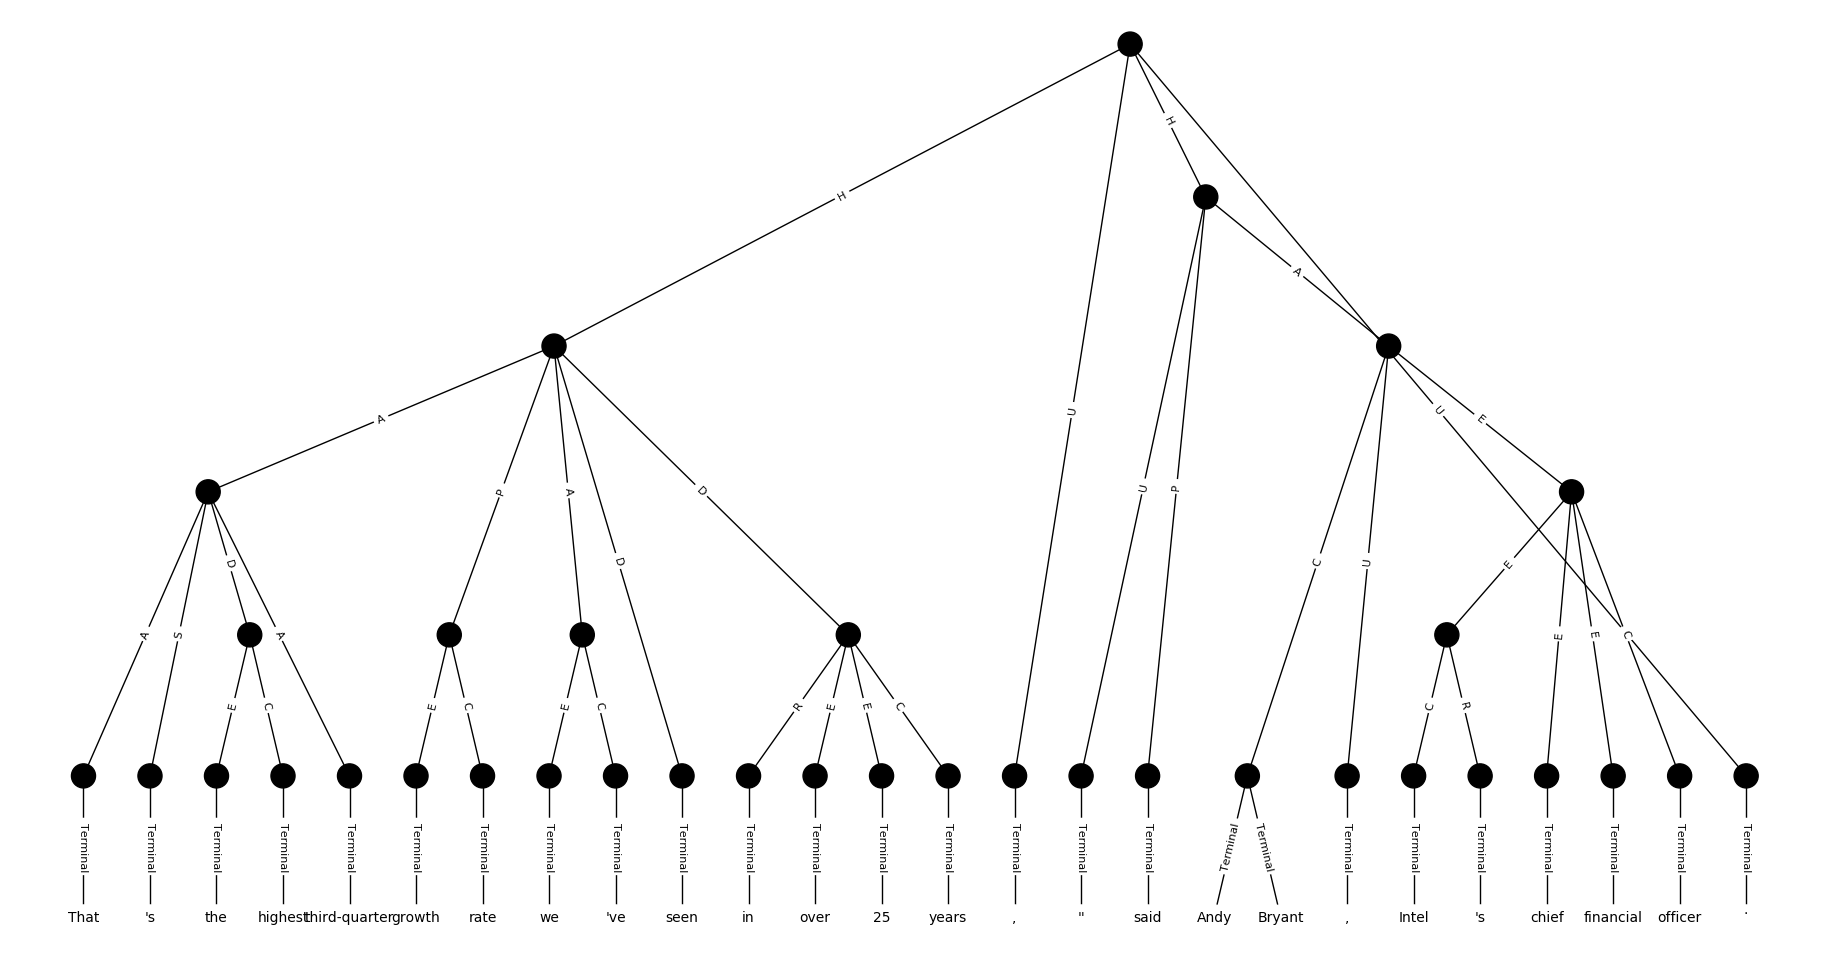 H
H
A
A
U
U
E
P
A
D
U
P
D
D
C
U
E
A
S
A
E
E
C
E
C
E
C
E
C
R
E
E
C
C
R
Terminal Terminal Terminal Terminal Terminal Terminal Terminal Terminal Terminal Terminal Terminal Terminal Terminal Terminal Terminal Terminal Terminal Terminal Terminal Terminal Terminal Terminal Terminal Terminal Terminal Terminal
That 's the highest third-quarter growth rate we 've seen in over 25 years , " said Andy Bryant , Intel 's chief financial officer .